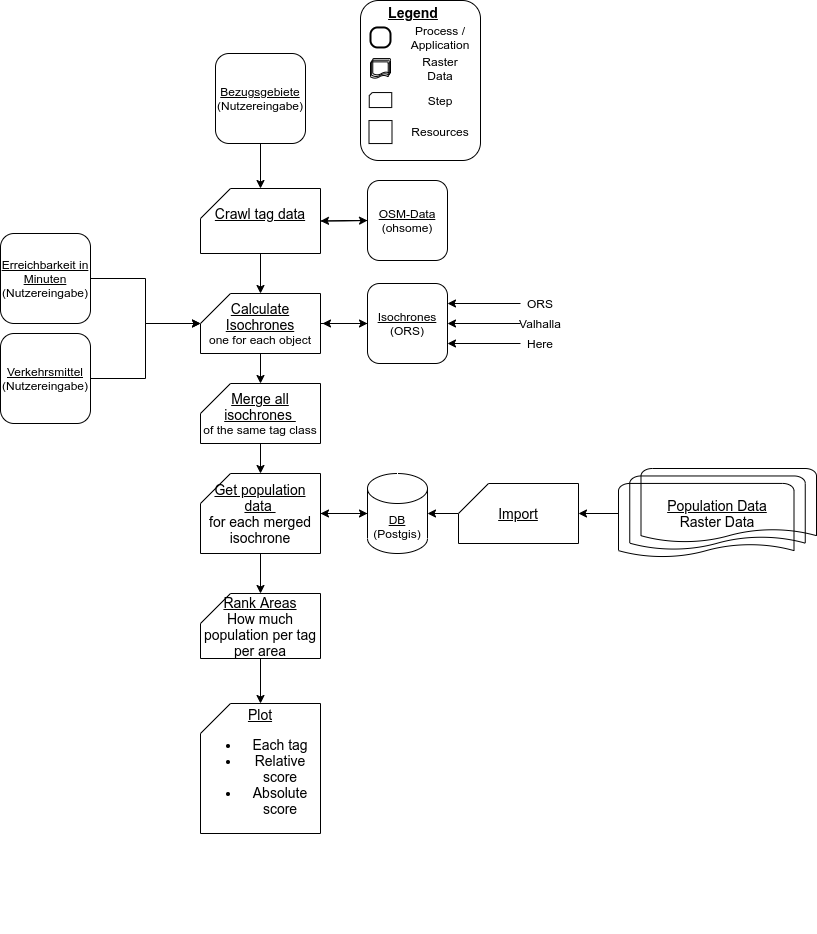 Legend
Process /
Application
Raster
Data
Step
Resources
Bezugsgebiete
(Nutzereingabe)
Crawl tag data
OSM-Data
(ohsome)
Erreichbarkeit in
Minuten
(Nutzereingabe)
Verkehrsmittel
(Nutzereingabe)
Calculate
Isochrones
one for each object
Isochrones
(ORS)
ORS
Valhalla
Here
Merge all
isochrones
of the same tag class
Get population
data
for each merged
isochrone
DB
(Postgis)
Import
Population Data
Raster Data
Rank Areas
How much
population per tag
per area
Plot
• Each tag
• Relative
score
• Absolute
score